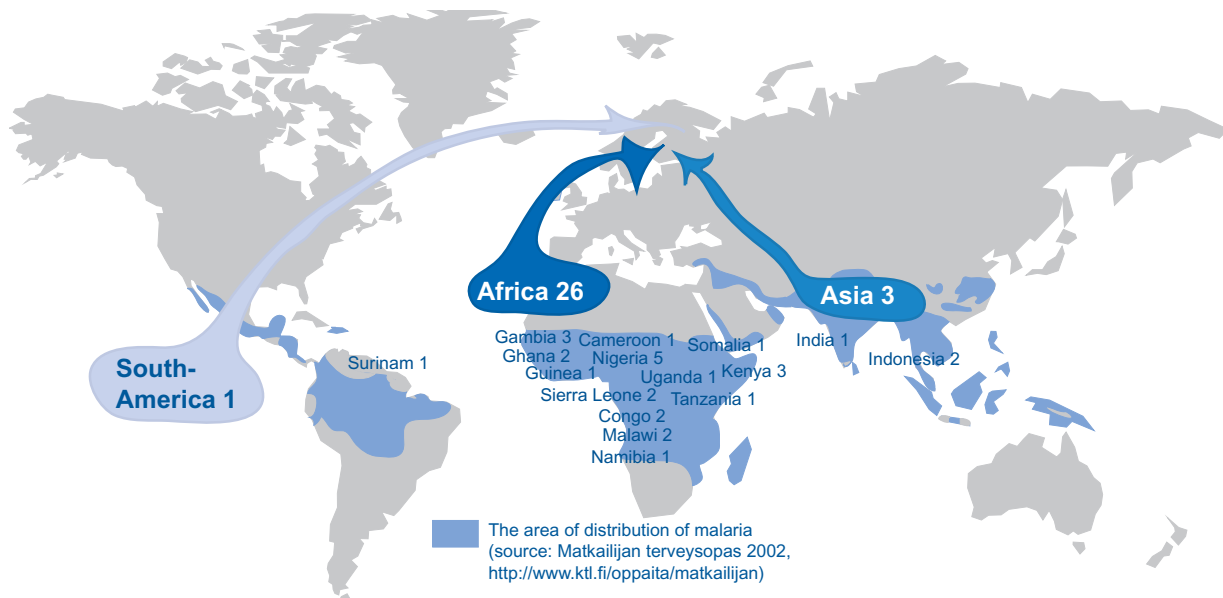 Africa 26
Asia 3
Gambia 3
Cameroon 1
Somalia 1
India 1
Ghana 2
Nigeria 5
Surinam 1
Indonesia 2
Guinea 1
Uganda 1
Kenya 3
South-
America 1
Sierra Leone 2
Tanzania 1
Congo 2
Malawi 2
Namibia 1
The area of distribution of malaria
(source: Matkailijan terveysopas 2002,
http://www.ktl.fi/oppaita/matkailijan)